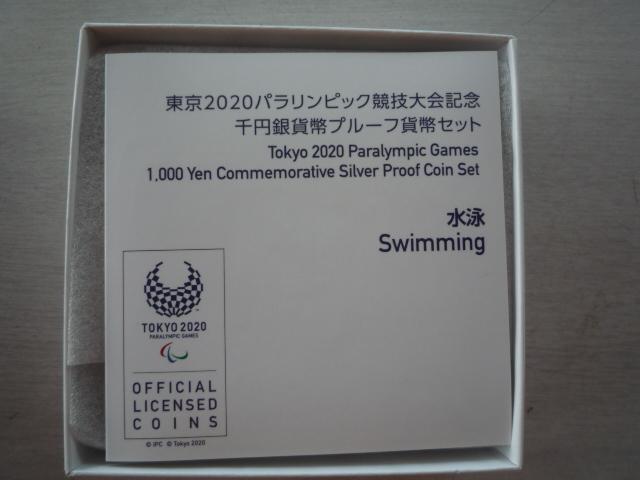 東京2020パラリンピック競技大会記念
千円銀貨幣プルーフ貨幣セット
Tokyo 2020 Paralympic Games
1,000 Yen Commemorative Silver Proof Coin Set
水泳
Swimming
TOKYO 2020
PARALYMPIC GAMES
OFFICIAL
LICENSED
COINS
© IPC © Tokyo 2020